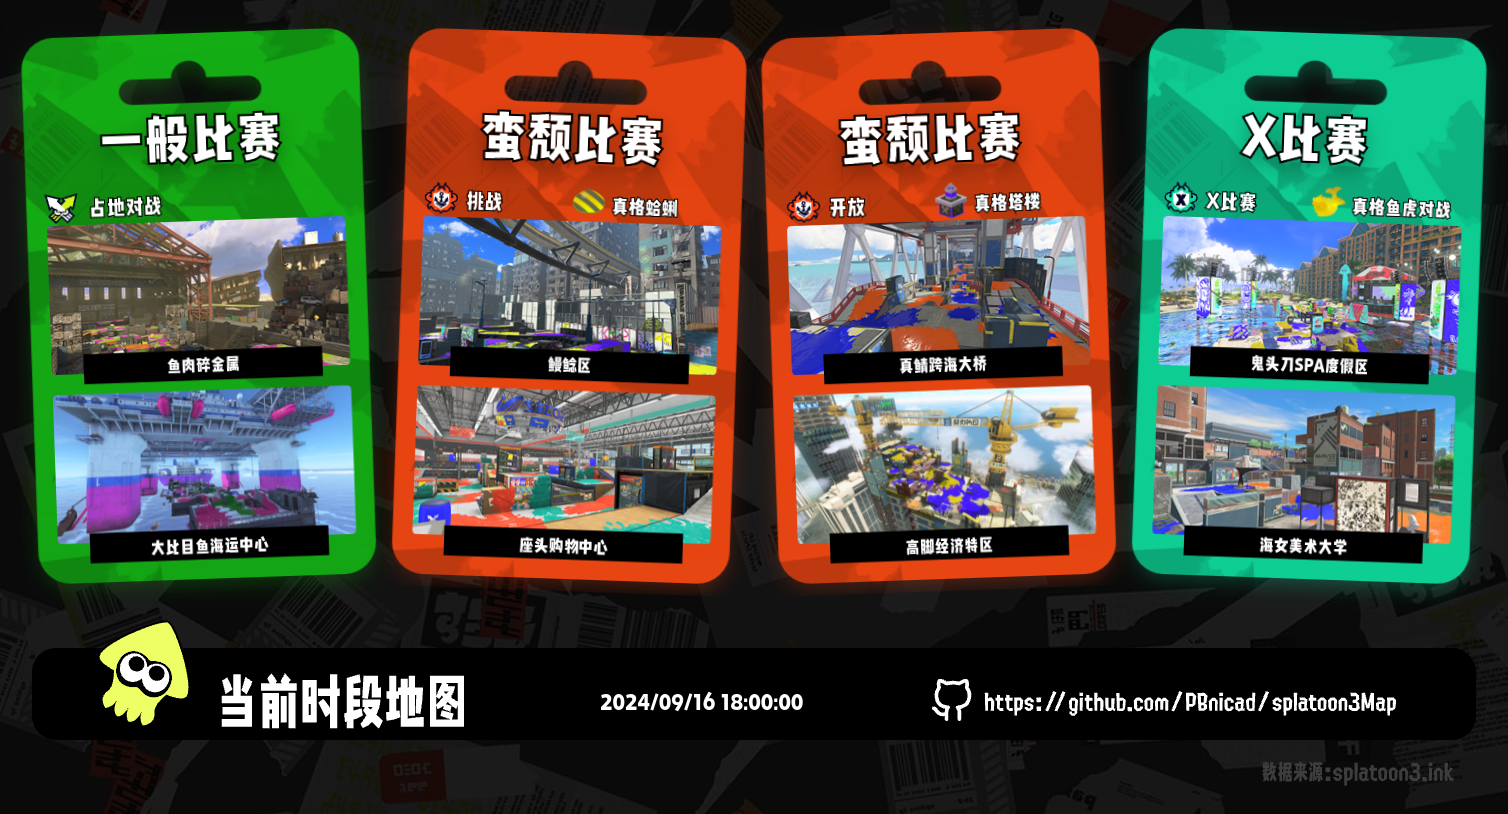 一般比赛
占地对战
鱼肉碎金属
大比目鱼海运中心
蛮颓比赛
挑战
真格蛤蜊
鳗鲶区
座头购物中心
蛮颓比赛
开放
真格塔楼
真鲭跨海大桥
高脚经济特区
X比赛
X比赛
真格鱼虎对战
鬼头刀SPA度假区
海女美术大学
当前时段地图
2024/09/16 18:00:00
https://github.com/PBnicad/splatoon3Map
数据来源:splatoon3.ink